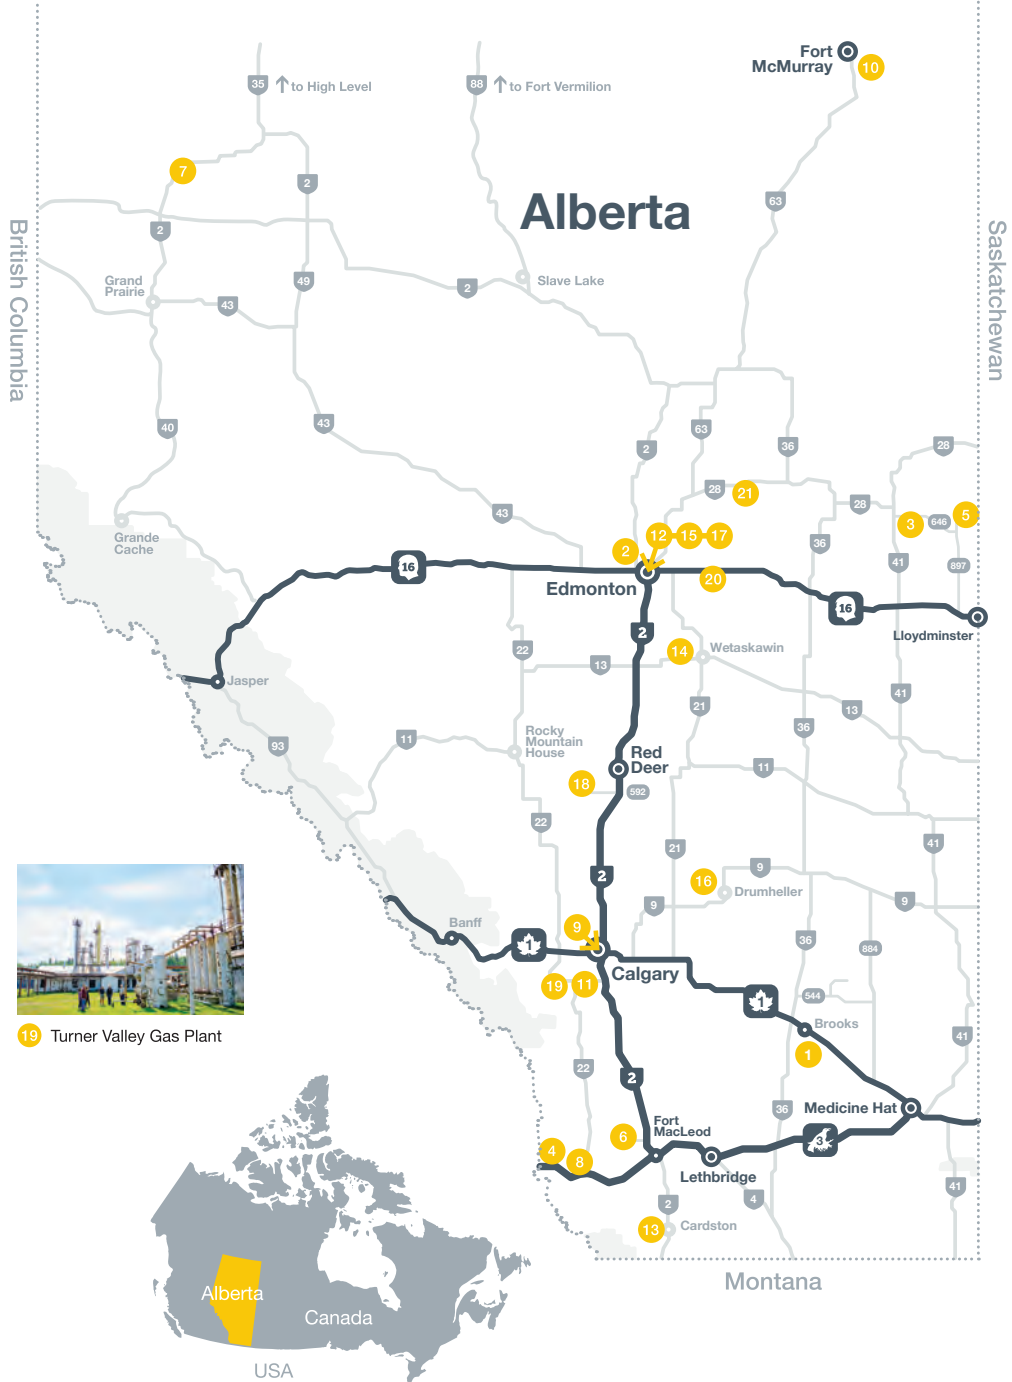 Fort
McMurray
10
35
to High Level
88
to Fort Vermilion
7
2
63
Alberta
British Columbia
Saskatchewan
2
Grand
Prairie
43
49
2
Slave Lake
40
43
2
63
36
28
28
21
43
28
3
646
5
Grande
Cache
12
15
17
2
36
41
897
16
Edmonton
20
16
Lloydminster
2
22
13
14
Wetaskawin
Jasper
21
41
13
93
11
Rocky
Mountain
House
36
Red
Deer
11
18
592
22
21
41
2
16
9
Drumheller
9
9
Banff
9
1
36
884
Calgary
19
11
1
544
Brooks
41
19
Turner Valley Gas Plant
1
22
2
36
Medicine Hat
Fort
MacLeod
6
3
4
8
Lethbridge
2
4
41
13
Cardston
Montana
Alberta
Canada
USA